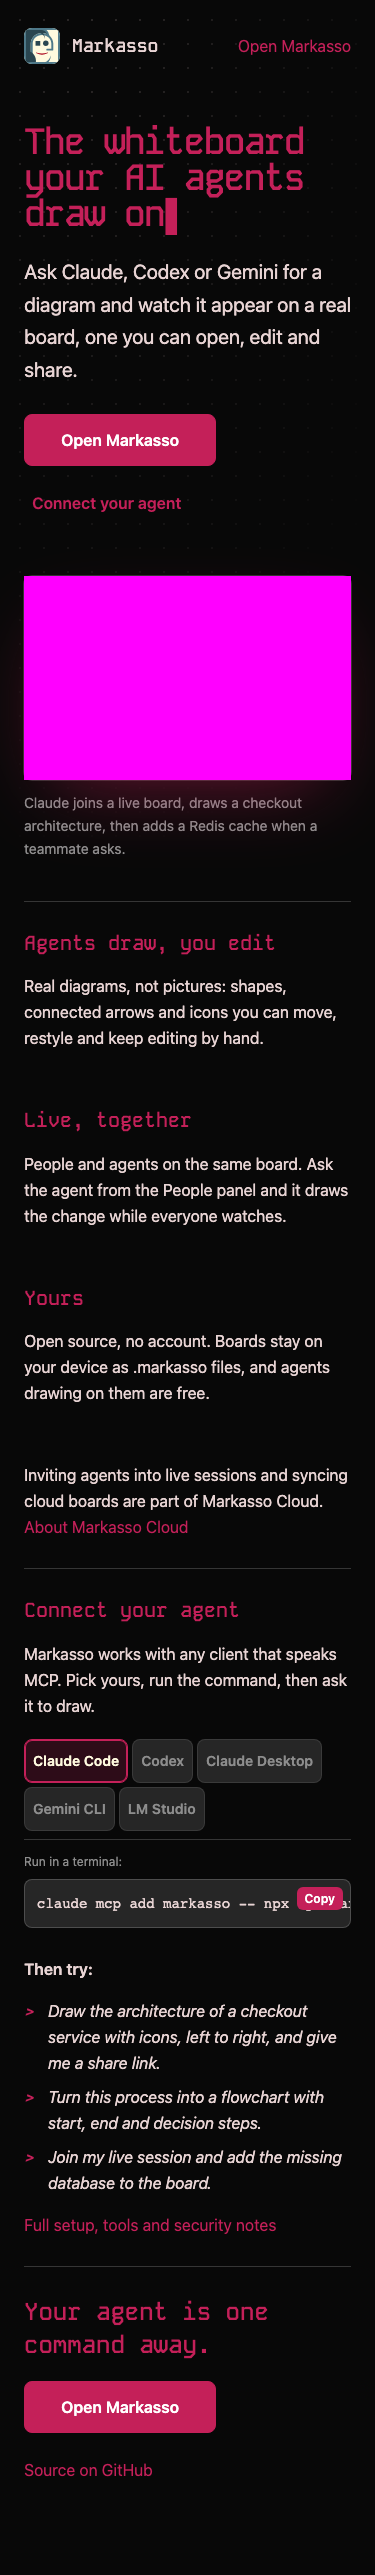 Markasso
Open Markasso
The whiteboard
your AI agents
draw on
Ask Claude, Codex or Gemini for a
diagram and watch it appear on a real
board, one you can open, edit and
share.
Open Markasso
Connect your agent
Claude joins a live board, draws a checkout
architecture, then adds a Redis cache when a
teammate asks.
Agents draw, you edit
Real diagrams, not pictures: shapes,
connected arrows and icons you can move,
restyle and keep editing by hand.
Live, together
People and agents on the same board. Ask
the agent from the People panel and it draws
the change while everyone watches.
Yours
Open source, no account. Boards stay on
your device as .markasso files, and agents
drawing on them are free.
Inviting agents into live sessions and syncing
cloud boards are part of Markasso Cloud.
About Markasso Cloud
Connect your agent
Markasso works with any client that speaks
MCP. Pick yours, run the command, then ask
it to draw.
Claude Code
Codex
Claude Desktop
Gemini CLI
LM Studio
Run in a terminal:
claude mcp add markasso -- npx
Copy
Then try:
> Draw the architecture of a checkout
service with icons, left to right, and give
me a share link.
> Turn this process into a flowchart with
start, end and decision steps.
> Join my live session and add the missing
database to the board.
Full setup, tools and security notes
Your agent is one
command away.
Open Markasso
Source on GitHub